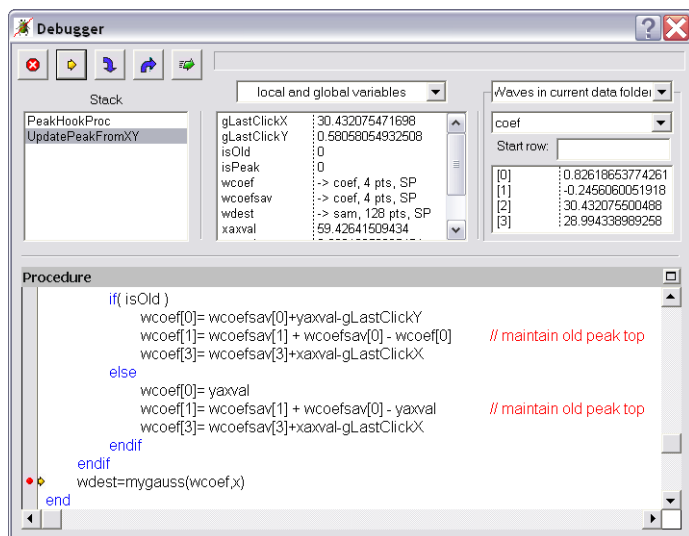 Debugger
Stack
PeakHookProc
UpdatePeakFromXY
local and global variables
gLastClickX 30.432075471698
gLastClickY 0.58058054932508
isOld 0
isPeak 0
wcoef -> coef, 4 pts, SP
wcoefsav -> coef, 4 pts, SP
wdest -> sam, 128 pts, SP
xaxval 59.42641509434
Waves in current data folder
coef
Start row:
[0] 0.82618653774261
[1] -0.2456060051918
[2] 30.432075500488
[3] 28.994338989258
Procedure
if( isOld )
wcoef[0]= wcoefsav[0]+yaxval-gLastClickY
wcoef[1]= wcoefsav[1] + wcoefsav[0] - wcoef[0] // maintain old peak top
wcoef[3]= wcoefsav[3]+xaxval-gLastClickX
else
wcoef[0]= yaxval
wcoef[1]= wcoefsav[1] + wcoefsav[0] - yaxval // maintain old peak top
wcoef[3]= wcoefsav[3]+xaxval-gLastClickX
endif
endif
wdest=mygauss(wcoef,x)
end